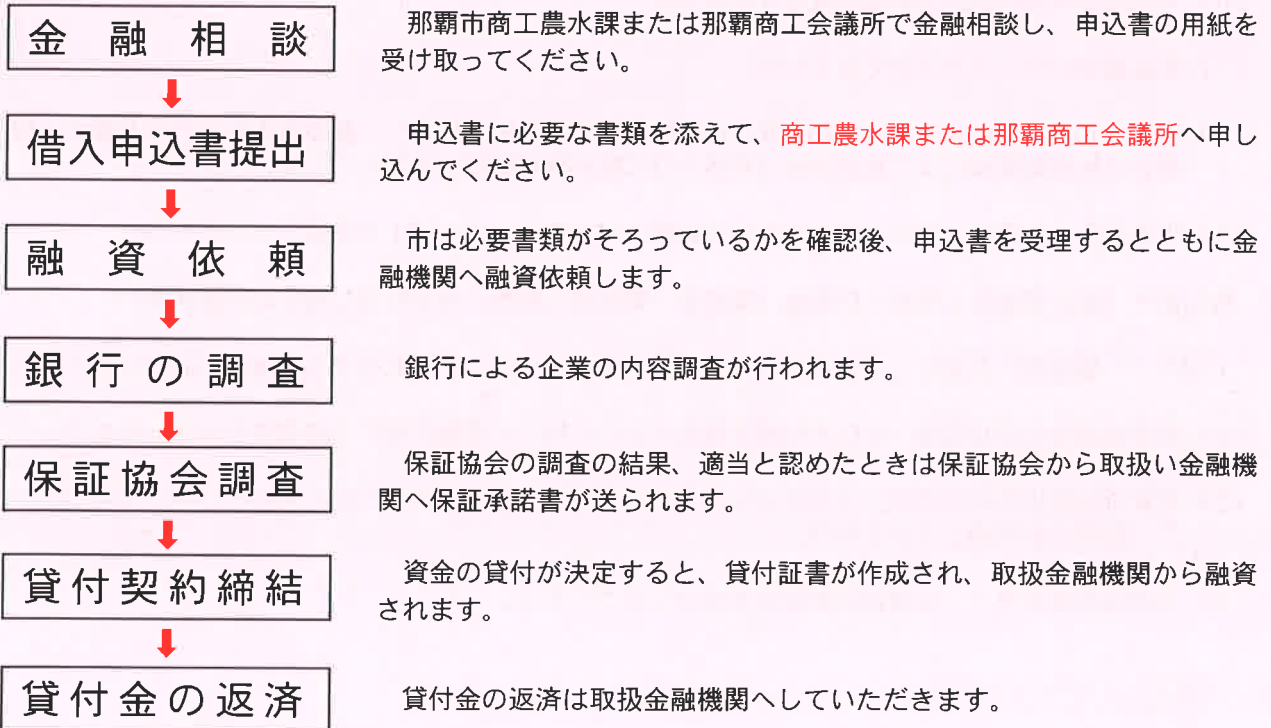 金融相談
那覇市商工農水課または那覇商工会議所で金融相談し、申込書の用紙を
受け取ってください。
借入申込書提出
申込書に必要な書類を添えて、商工農水課または那覇商工会議所へ申し
込んでください。
融資依頼
市は必要書類がそろっているかを確認後、申込書を受理するとともに金
融機関へ融資依頼します。
銀行の調査
銀行による企業の内容調査が行われます。
保証協会調査
保証協会の調査の結果、適当と認めたときは保証協会から取扱い金融機
関へ保証承諾書が送られます。
貸付契約締結
資金の貸付が決定すると、貸付証書が作成され、取扱金融機関から融資
されます。
貸付金の返済
貸付金の返済は取扱金融機関へしていただきます。